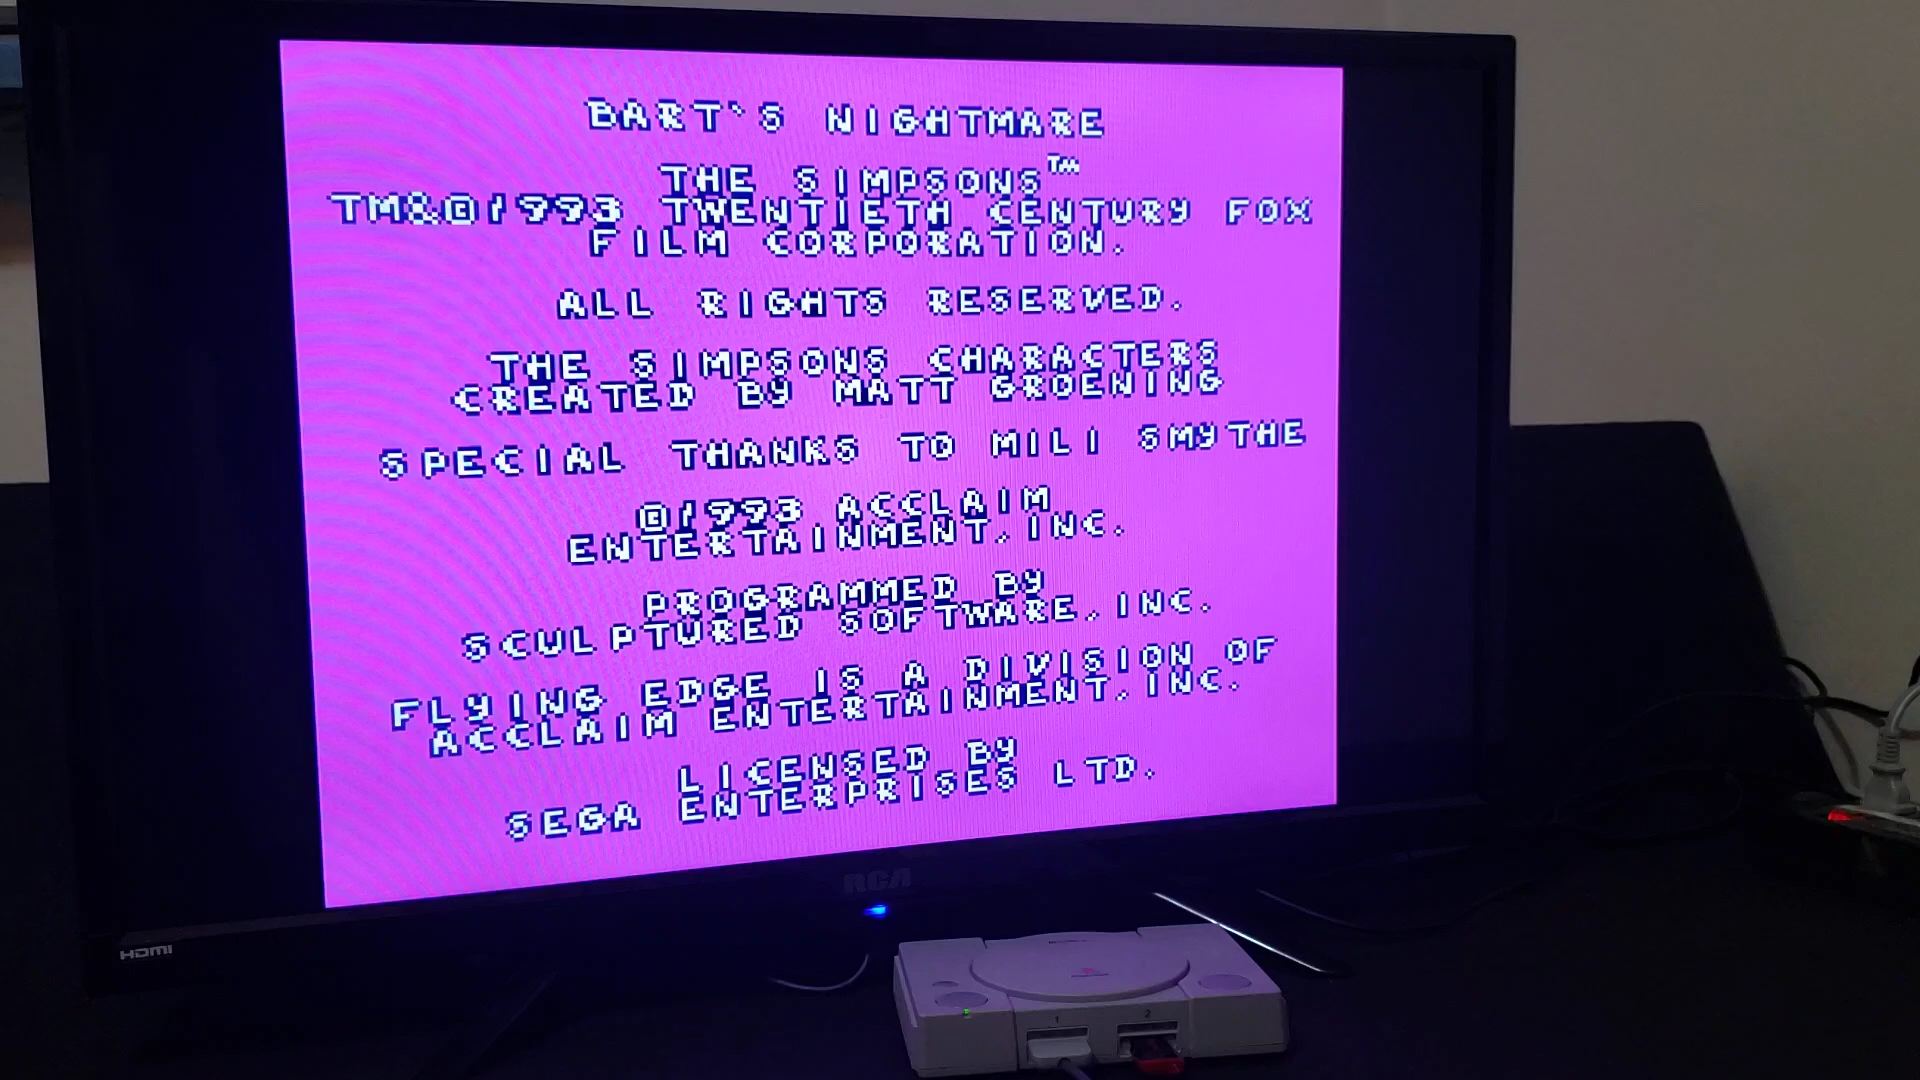 BART'S NIGHTMARE
THE SIMPSONS™
TM&©1993 TWENTIETH CENTURY FOX
FILM CORPORATION.
ALL RIGHTS RESERVED.
THE SIMPSONS CHARACTERS
CREATED BY MATT GROENING
SPECIAL THANKS TO MILI SMYTHE
©1993 ACCLAIM
ENTERTAINMENT, INC.
PROGRAMMED BY
SCULPTURED SOFTWARE, INC.
FLYING EDGE IS A DIVISION OF
ACCLAIM ENTERTAINMENT, INC.
LICENSED BY
SEGA ENTERPRISES LTD.
RCA
HDMI
1
2